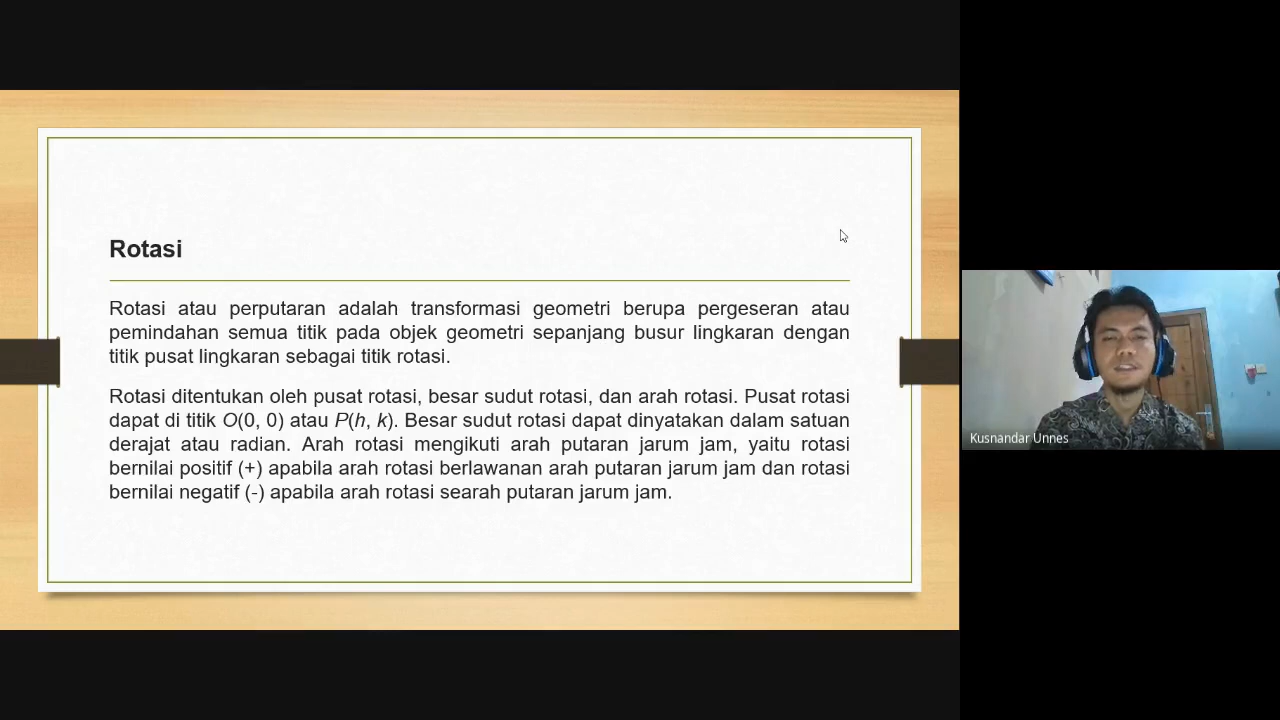 Rotasi
Rotasi atau perputaran adalah transformasi geometri berupa pergeseran atau
pemindahan semua titik pada objek geometri sepanjang busur lingkaran dengan
titik pusat lingkaran sebagai titik rotasi.
Rotasi ditentukan oleh pusat rotasi, besar sudut rotasi, dan arah rotasi. Pusat rotasi
dapat di titik O(0, 0) atau P(h, k). Besar sudut rotasi dapat dinyatakan dalam satuan
derajat atau radian. Arah rotasi mengikuti arah putaran jarum jam, yaitu rotasi
bernilai positif (+) apabila arah rotasi berlawanan arah putaran jarum jam dan rotasi
bernilai negatif (-) apabila arah rotasi searah putaran jarum jam.
Kusnandar Unnes